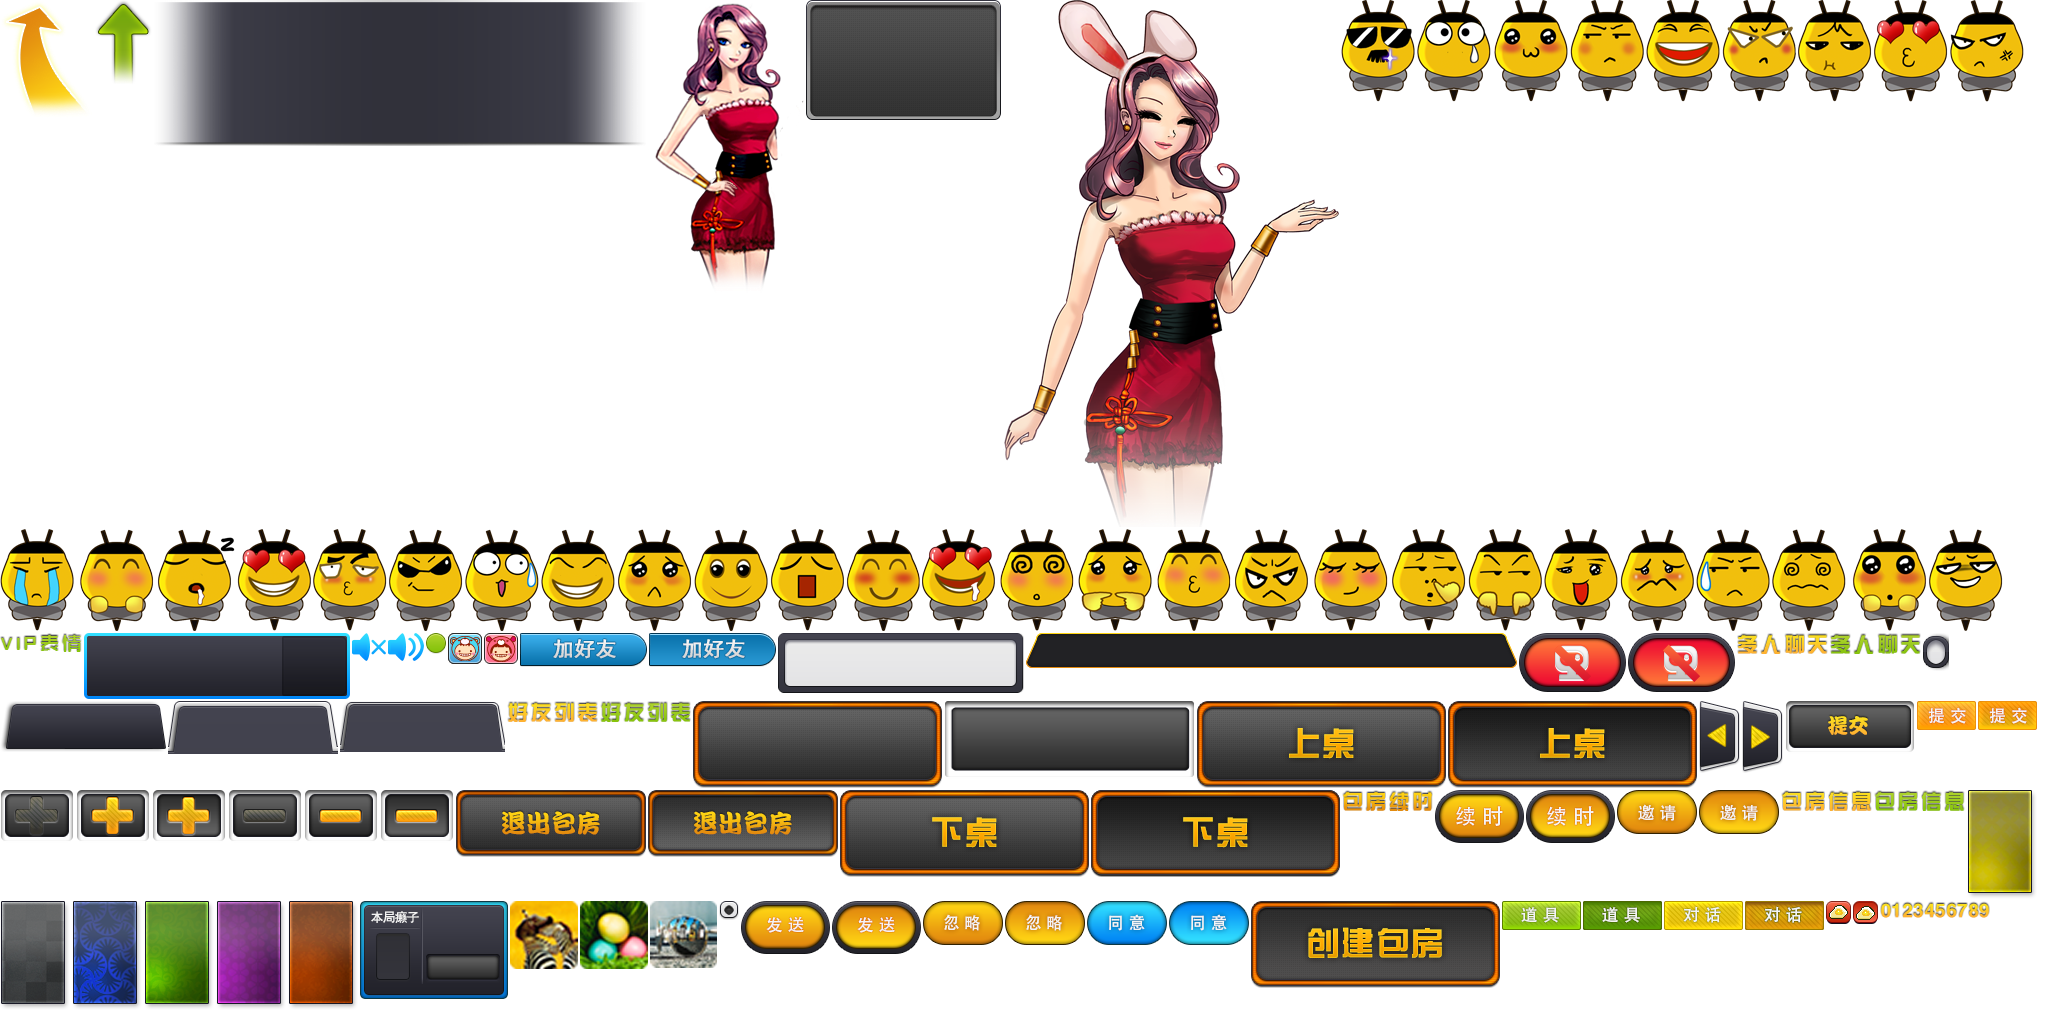 z
VIP表情
加好友
加好友
多人聊天
多人聊天
好友列表
好友列表
上桌
上桌
提交
提交
提交
退出包房
退出包房
下桌
下桌
包房续时
续时
续时
邀请
邀请
包房信息
包房信息
本局癞子
发送
发送
忽略
忽略
同意
同意
创建包房
道具
道具
对话
对话
0123456789